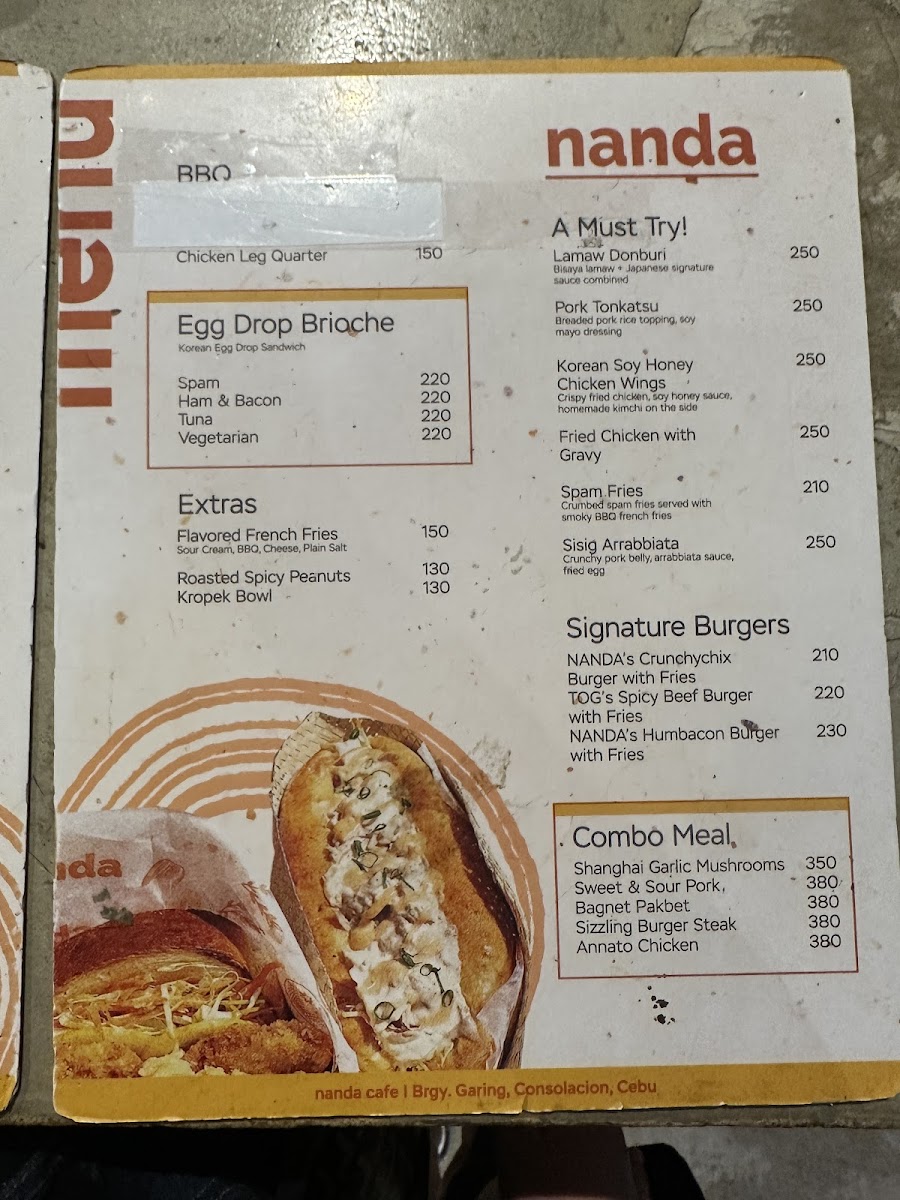 menu
BBQ
Chicken Leg Quarter 150
Egg Drop Brioche
Korean Egg Drop Sandwich
Spam 220
Ham & Bacon 220
Tuna 220
Vegetarian 220
Extras
Flavored French Fries 150
Sour Cream, BBQ, Cheese, Plain Salt
Roasted Spicy Peanuts 130
Kropek Bowl 130
nanda
A Must Try!
Lamaw Donburi 250
Bisaya lamaw + Japanese signature
sauce combined
Pork Tonkatsu 250
Breaded pork rice topping, soy
mayo dressing
Korean Soy Honey 250
Chicken Wings
Crispy fried chicken, soy honey sauce,
homemade kimchi on the side
Fried Chicken with 250
Gravy
Spam Fries 210
Crumbed spam fries served with
smoky BBQ french fries
Sisig Arrabbiata 250
Crunchy pork belly, arrabbiata sauce,
fried egg
Signature Burgers
NANDA's Crunchychix 210
Burger with Fries
TOG's Spicy Beef Burger 220
with Fries
NANDA's Humbacon Burger 230
with Fries
Combo Meal
Shanghai Garlic Mushrooms 350
Sweet & Sour Pork 380
Bagnet Pakbet 380
Sizzling Burger Steak 380
Annato Chicken 380
nda
nanda cafe | Brgy. Garing, Consolacion, Cebu